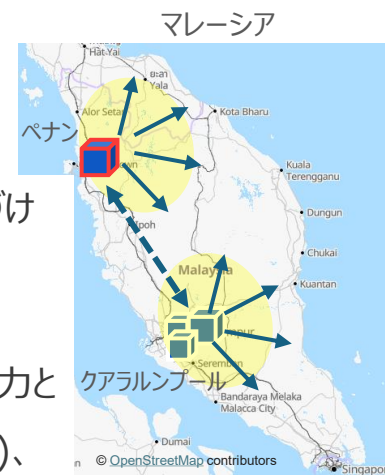 マレーシア
Hat Yai
Yala
Alor Setar
Kota Bharu
ペナン
Kuala
Terengganu
づけ
Ipoh
Dungun
Chukai
Malaysia
Kuantan
力と
クアラルンプール
Seremban
Bandaraya Melaka
Malacca City
Dumai
)、
© OpenStreetMap contributors
Singapo